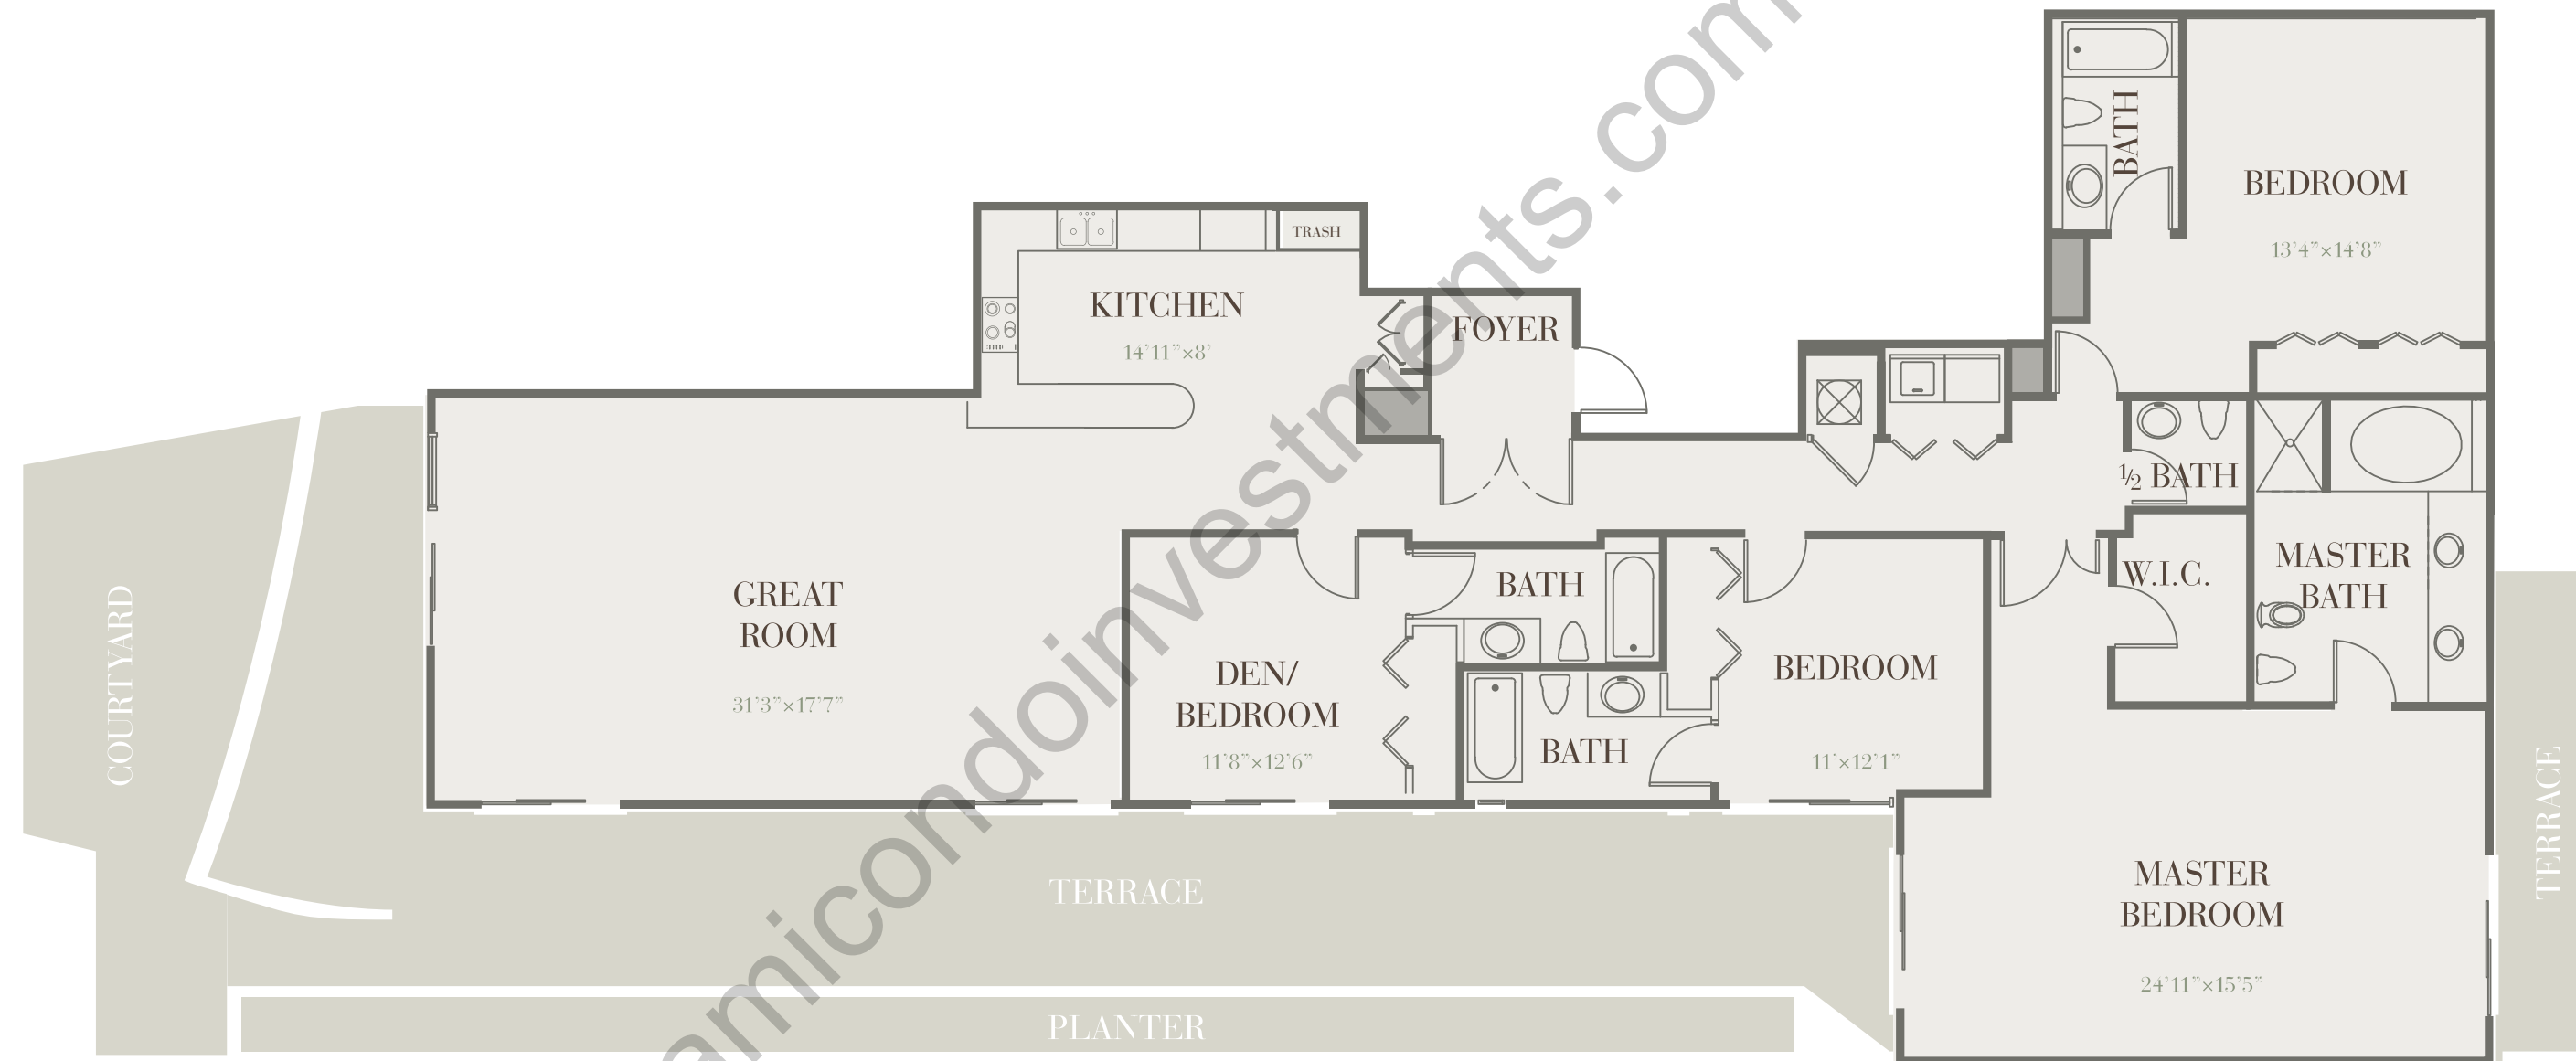 BATH
BEDROOM
13'4"×14'8"
TRASH
KITCHEN
14'11"×8'
FOYER
½ BATH
MASTER
BATH
W.I.C.
GREAT
ROOM
31'3"×17'7"
DEN/
BEDROOM
11'8"×12'6"
BATH
BATH
BEDROOM
11'×12'1"
MASTER
BEDROOM
24'11"×15'5"
COURTYARD
TERRACE
TERRACE
PLANTER
amicondoinvestments.com